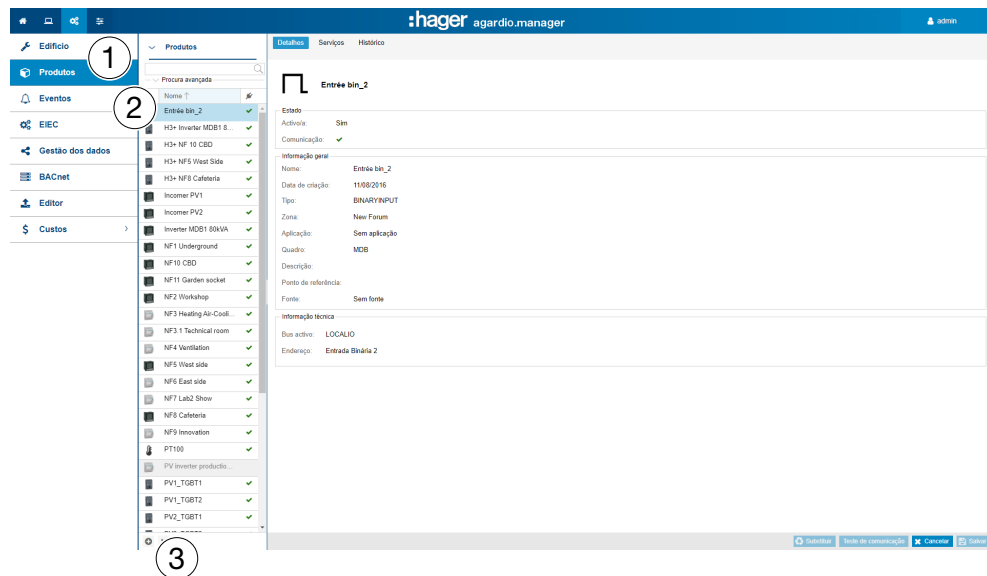 :hager agardio.manager
admin
Edifício
Produtos
Eventos
EIEC
Gestão dos dados
BACnet
Editor
Custos
1
2
3
Produtos
Procura avançada
Nome
Entrée bin_2
H3+ Inverter MDB1 8...
H3+ NF 10 CBD
H3+ NF5 West Side
H3+ NF8 Cafeteria
Incomer PV1
Incomer PV2
Inverter MDB1 80kVA
NF1 Underground
NF10 CBD
NF11 Garden socket
NF2 Workshop
NF3 Heating Air-Cooli...
NF3.1 Technical room
NF4 Ventilation
NF5 West side
NF6 East side
NF7 Lab2 Show
NF8 Cafeteria
NF9 Innovation
PT100
PV inverter productio...
PV1_TGBT1
PV1_TGBT2
PV2_TGBT1
Detalhes Serviços Histórico
Entrée bin_2
Estado
Activo/a: Sim
Comunicação:
Informação geral
Nome: Entrée bin_2
Data de criação: 11/08/2016
Tipo: BINARYINPUT
Zona: New Forum
Aplicação: Sem aplicação
Quadro: MDB
Descrição:
Ponto de referência:
Fonte: Sem fonte
Informação técnica
Bus activo: LOCALIO
Endereço: Entrada Binária 2
Substituir Teste de comunicação Cancelar Salvar